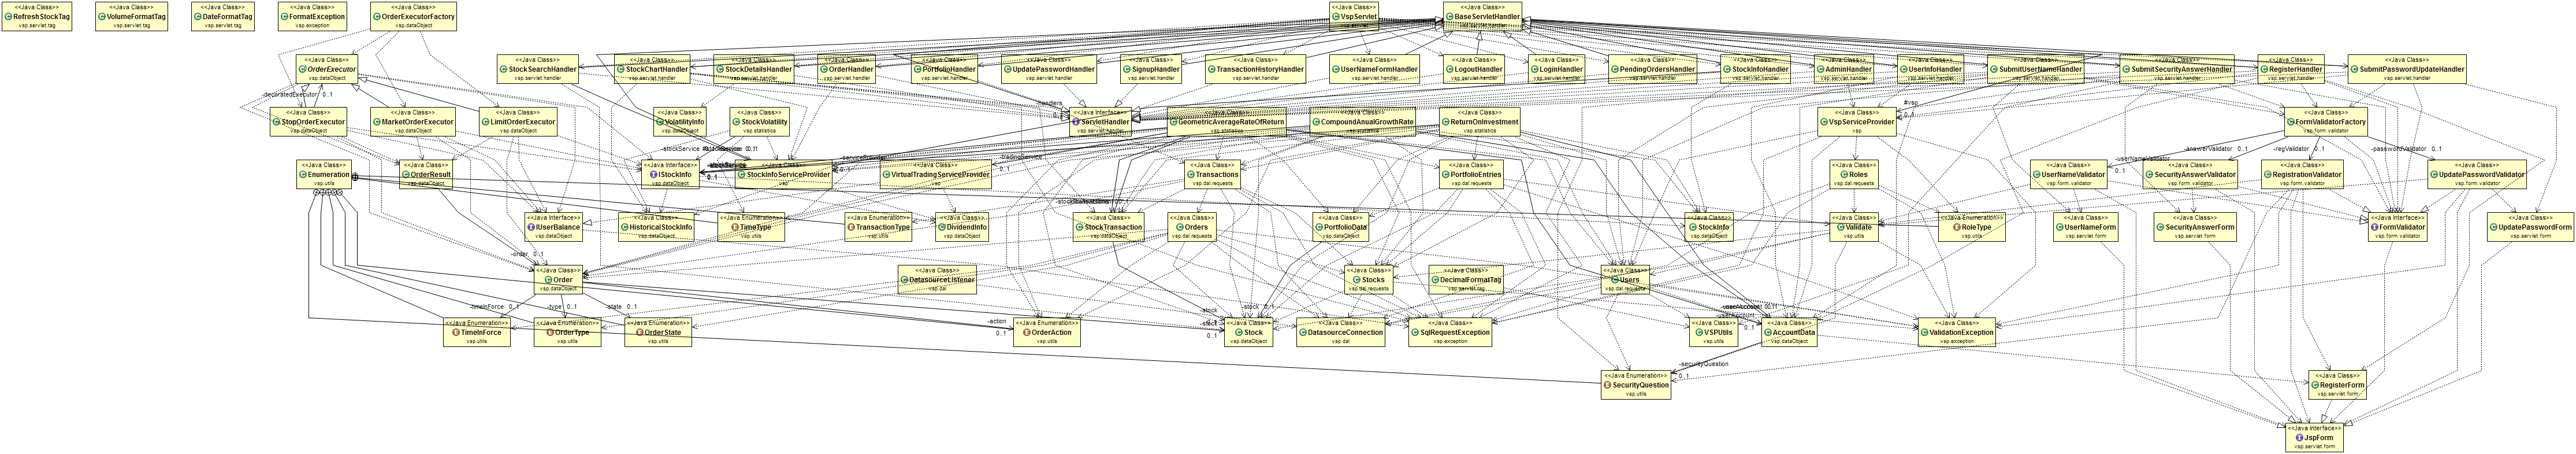 <<Java Class>>
RefreshStockTag
vsp.servlet.tag
<<Java Class>>
VolumeFormatTag
vsp.servlet.tag
<<Java Class>>
DateFormatTag
vsp.servlet.tag
<<Java Class>>
FormatException
vsp.exception
<<Java Class>>
OrderExecutorFactory
vsp.dataObject
<<Java Class>>
VspServlet
vsp.servlet
<<Java Class>>
BaseServletHandler
vsp.servlet.handler
<<Java Class>>
OrderExecutor
vsp.dataObject
<<Java Class>>
StockSearchHandler
vsp.servlet.handler
<<Java Class>>
StockChartHandler
vsp.servlet.handler
<<Java Class>>
StockDetailsHandler
vsp.servlet.handler
<<Java Class>>
OrderHandler
vsp.servlet.handler
<<Java Class>>
PortfolioHandler
vsp.servlet.handler
<<Java Class>>
UpdatePasswordHandler
vsp.servlet.handler
<<Java Class>>
SignupHandler
vsp.servlet.handler
<<Java Class>>
TransactionHistoryHandler
vsp.servlet.handler
<<Java Class>>
UserNameFormHandler
vsp.servlet.handler
<<Java Class>>
LogoutHandler
vsp.servlet.handler
<<Java Class>>
LoginHandler
vsp.servlet.handler
<<Java Class>>
PendingOrderHandler
vsp.servlet.handler
<<Java Class>>
StockInfoHandler
vsp.servlet.handler
<<Java Class>>
AdminHandler
vsp.servlet.handler
<<Java Class>>
UserInfoHandler
vsp.servlet.handler
<<Java Class>>
SubmitUserNameHandler
vsp.servlet.handler
<<Java Class>>
SubmitSecurityAnswerHandler
vsp.servlet.handler
<<Java Class>>
RegisterHandler
vsp.servlet.handler
<<Java Class>>
SubmitPasswordUpdateHandler
vsp.servlet.handler
-decoratedExecutor 0..1
-handlers
#vsp
0..1
<<Java Class>>
StopOrderExecutor
vsp.dataObject
<<Java Class>>
MarketOrderExecutor
vsp.dataObject
<<Java Class>>
LimitOrderExecutor
vsp.dataObject
<<Java Class>>
VolatilityInfo
vsp.dataObject
<<Java Class>>
StockVolatility
vsp.statistics
<<Java Interface>>
ServletHandler
vsp.servlet.handler
<<Java Class>>
GeometricAverageRateOfReturn
vsp.statistics
<<Java Class>>
CompoundAnualGrowthRate
vsp.statistics
<<Java Class>>
ReturnOnInvestment
vsp.statistics
<<Java Class>>
VspServiceProvider
vsp
<<Java Class>>
FormValidatorFactory
vsp.form.validator
-serviceProvider
-tradingService
-userNameValidator
0..1
-answerValidator 0..1
-regValidator 0..1
-passwordValidator 0..1
<<Java Class>>
Enumeration
vsp.utils
<<Java Class>>
OrderResult
vsp.dataObject
<<Java Interface>>
IStockInfo
vsp.dataObject
<<Java Class>>
StockInfoServiceProvider
vsp
<<Java Class>>
VirtualTradingServiceProvider
vsp
<<Java Class>>
Transactions
vsp.dal.requests
<<Java Class>>
PortfolioEntries
vsp.dal.requests
<<Java Class>>
Roles
vsp.dal.requests
<<Java Class>>
UserNameValidator
vsp.form.validator
<<Java Class>>
SecurityAnswerValidator
vsp.form.validator
<<Java Class>>
RegistrationValidator
vsp.form.validator
<<Java Class>>
UpdatePasswordValidator
vsp.form.validator
<<Java Interface>>
IUserBalance
vsp.dataObject
<<Java Class>>
HistoricalStockInfo
vsp.dataObject
<<Java Enumeration>>
TimeType
vsp.utils
<<Java Enumeration>>
TransactionType
vsp.utils
<<Java Class>>
DividendInfo
vsp.dataObject
<<Java Class>>
StockTransaction
vsp.dataObject
<<Java Class>>
Orders
vsp.dal.requests
<<Java Class>>
PortfolioData
vsp.dataObject
<<Java Class>>
StockInfo
vsp.dataObject
<<Java Class>>
Validate
vsp.utils
<<Java Enumeration>>
RoleType
vsp.utils
<<Java Class>>
UserNameForm
vsp.servlet.form
<<Java Class>>
SecurityAnswerForm
vsp.servlet.form
<<Java Interface>>
FormValidator
vsp.form.validator
<<Java Class>>
UpdatePasswordForm
vsp.servlet.form
-order 0..1
<<Java Class>>
Order
vsp.dataObject
<<Java Class>>
DatasourceListener
vsp.dal
<<Java Class>>
Stocks
vsp.dal.requests
<<Java Class>>
DecimalFormatTag
vsp.servlet.tag
<<Java Class>>
Users
vsp.dal.requests
-timeInForce 0..1
-type 0..1
-state 0..1
-action
0..1
-stock 0..1
-stock
-stock
0..1
<<Java Enumeration>>
TimeInForce
vsp.utils
<<Java Enumeration>>
OrderType
vsp.utils
<<Java Enumeration>>
OrderState
vsp.utils
<<Java Enumeration>>
OrderAction
vsp.utils
<<Java Class>>
Stock
vsp.dataObject
<<Java Class>>
DatasourceConnection
vsp.dal
<<Java Class>>
SqlRequestException
vsp.exception
<<Java Class>>
VSPUtils
vsp.utils
<<Java Class>>
AccountData
vsp.dataObject
<<Java Class>>
ValidationException
vsp.exception
-securityQuestion
0..1
<<Java Enumeration>>
SecurityQuestion
vsp.utils
<<Java Class>>
RegisterForm
vsp.servlet.form
<<Java Interface>>
JspForm
vsp.servlet.form